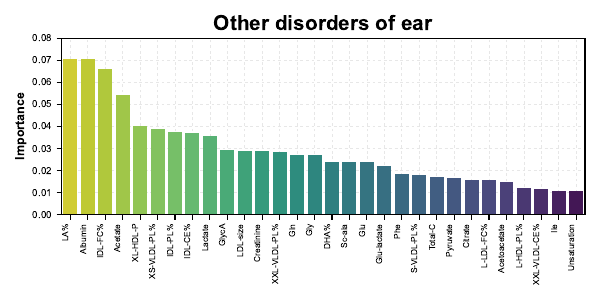 Other disorders of ear
Importance
0.08
0.07
0.06
0.05
0.04
0.03
0.02
0.01
0.00
LA%
Albumin
IDL-FC%
Acetate
XL-HDL-P
XS-VLDL-PL%
IDL-PL%
IDL-CE%
Lactate
GlycA
LDL-size
Creatinine
XXL-VLDL-PL%
Gln
Gly
DHA%
Sc-ala
Glu
Glu-lactate
Phe
S-VLDL-PL%
Total-C
Pyruvate
Citrate
L-LDL-FC%
Acetoacetate
L-HDL-PL%
XXL-VLDL-CE%
Ile
Unsaturation